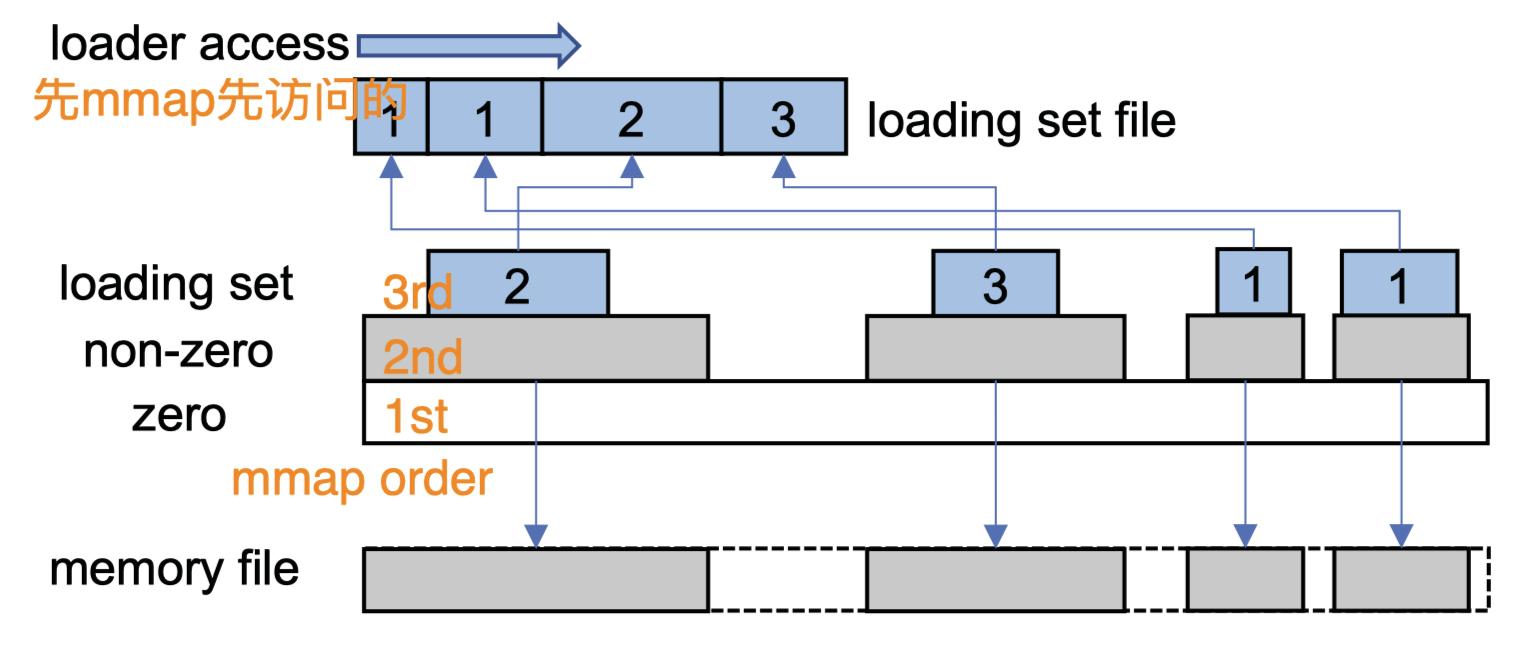 loader access
先mmap先访问的
1 1 2 3 loading set file
loading set 3rd 2 3 1 1
non-zero 2nd
zero 1st
mmap order
memory file